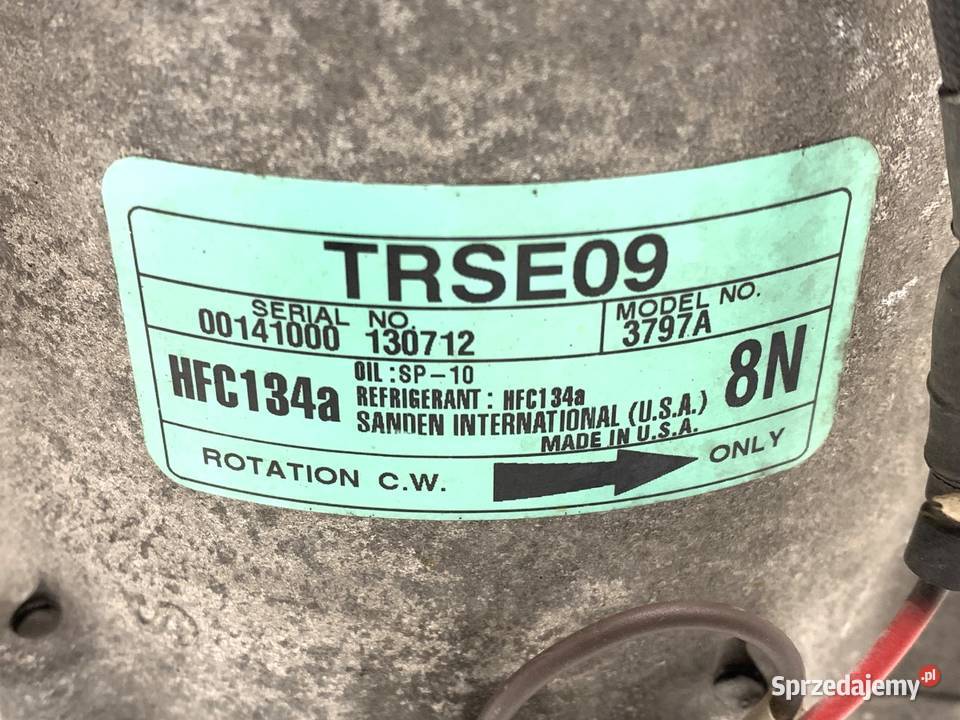 TRSE09
SERIAL NO.
00141000 130712
MODEL NO.
3797A
HFC134a
OIL:SP-10
REFRIGERANT: HFC134a
SANDEN INTERNATIONAL (U.S.A.)
MADE IN U.S.A.
8N
ROTATION C.W. ONLY
Sprzedajemy.pl